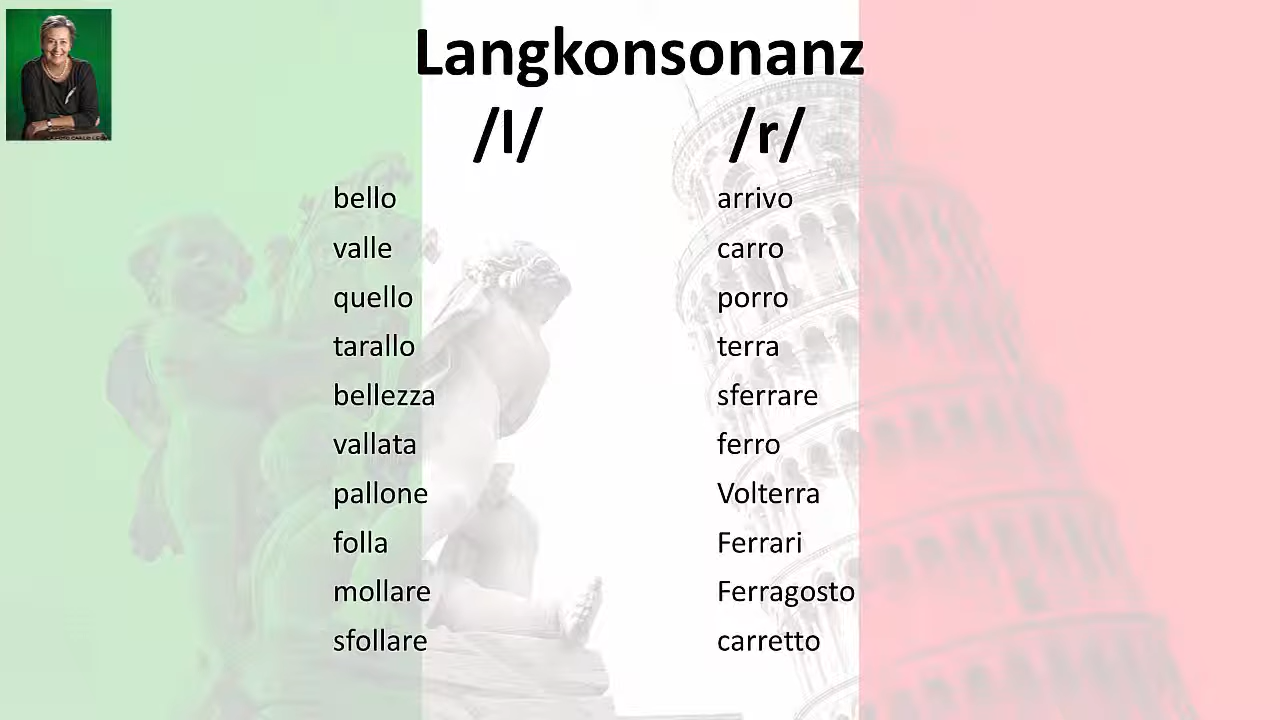 Langkonsonanz
/l/ /r/
bello arrivo
valle carro
quello porro
tarallo terra
bellezza sferrare
vallata ferro
pallone Volterra
folla Ferrari
mollare Ferragosto
sfollare carretto